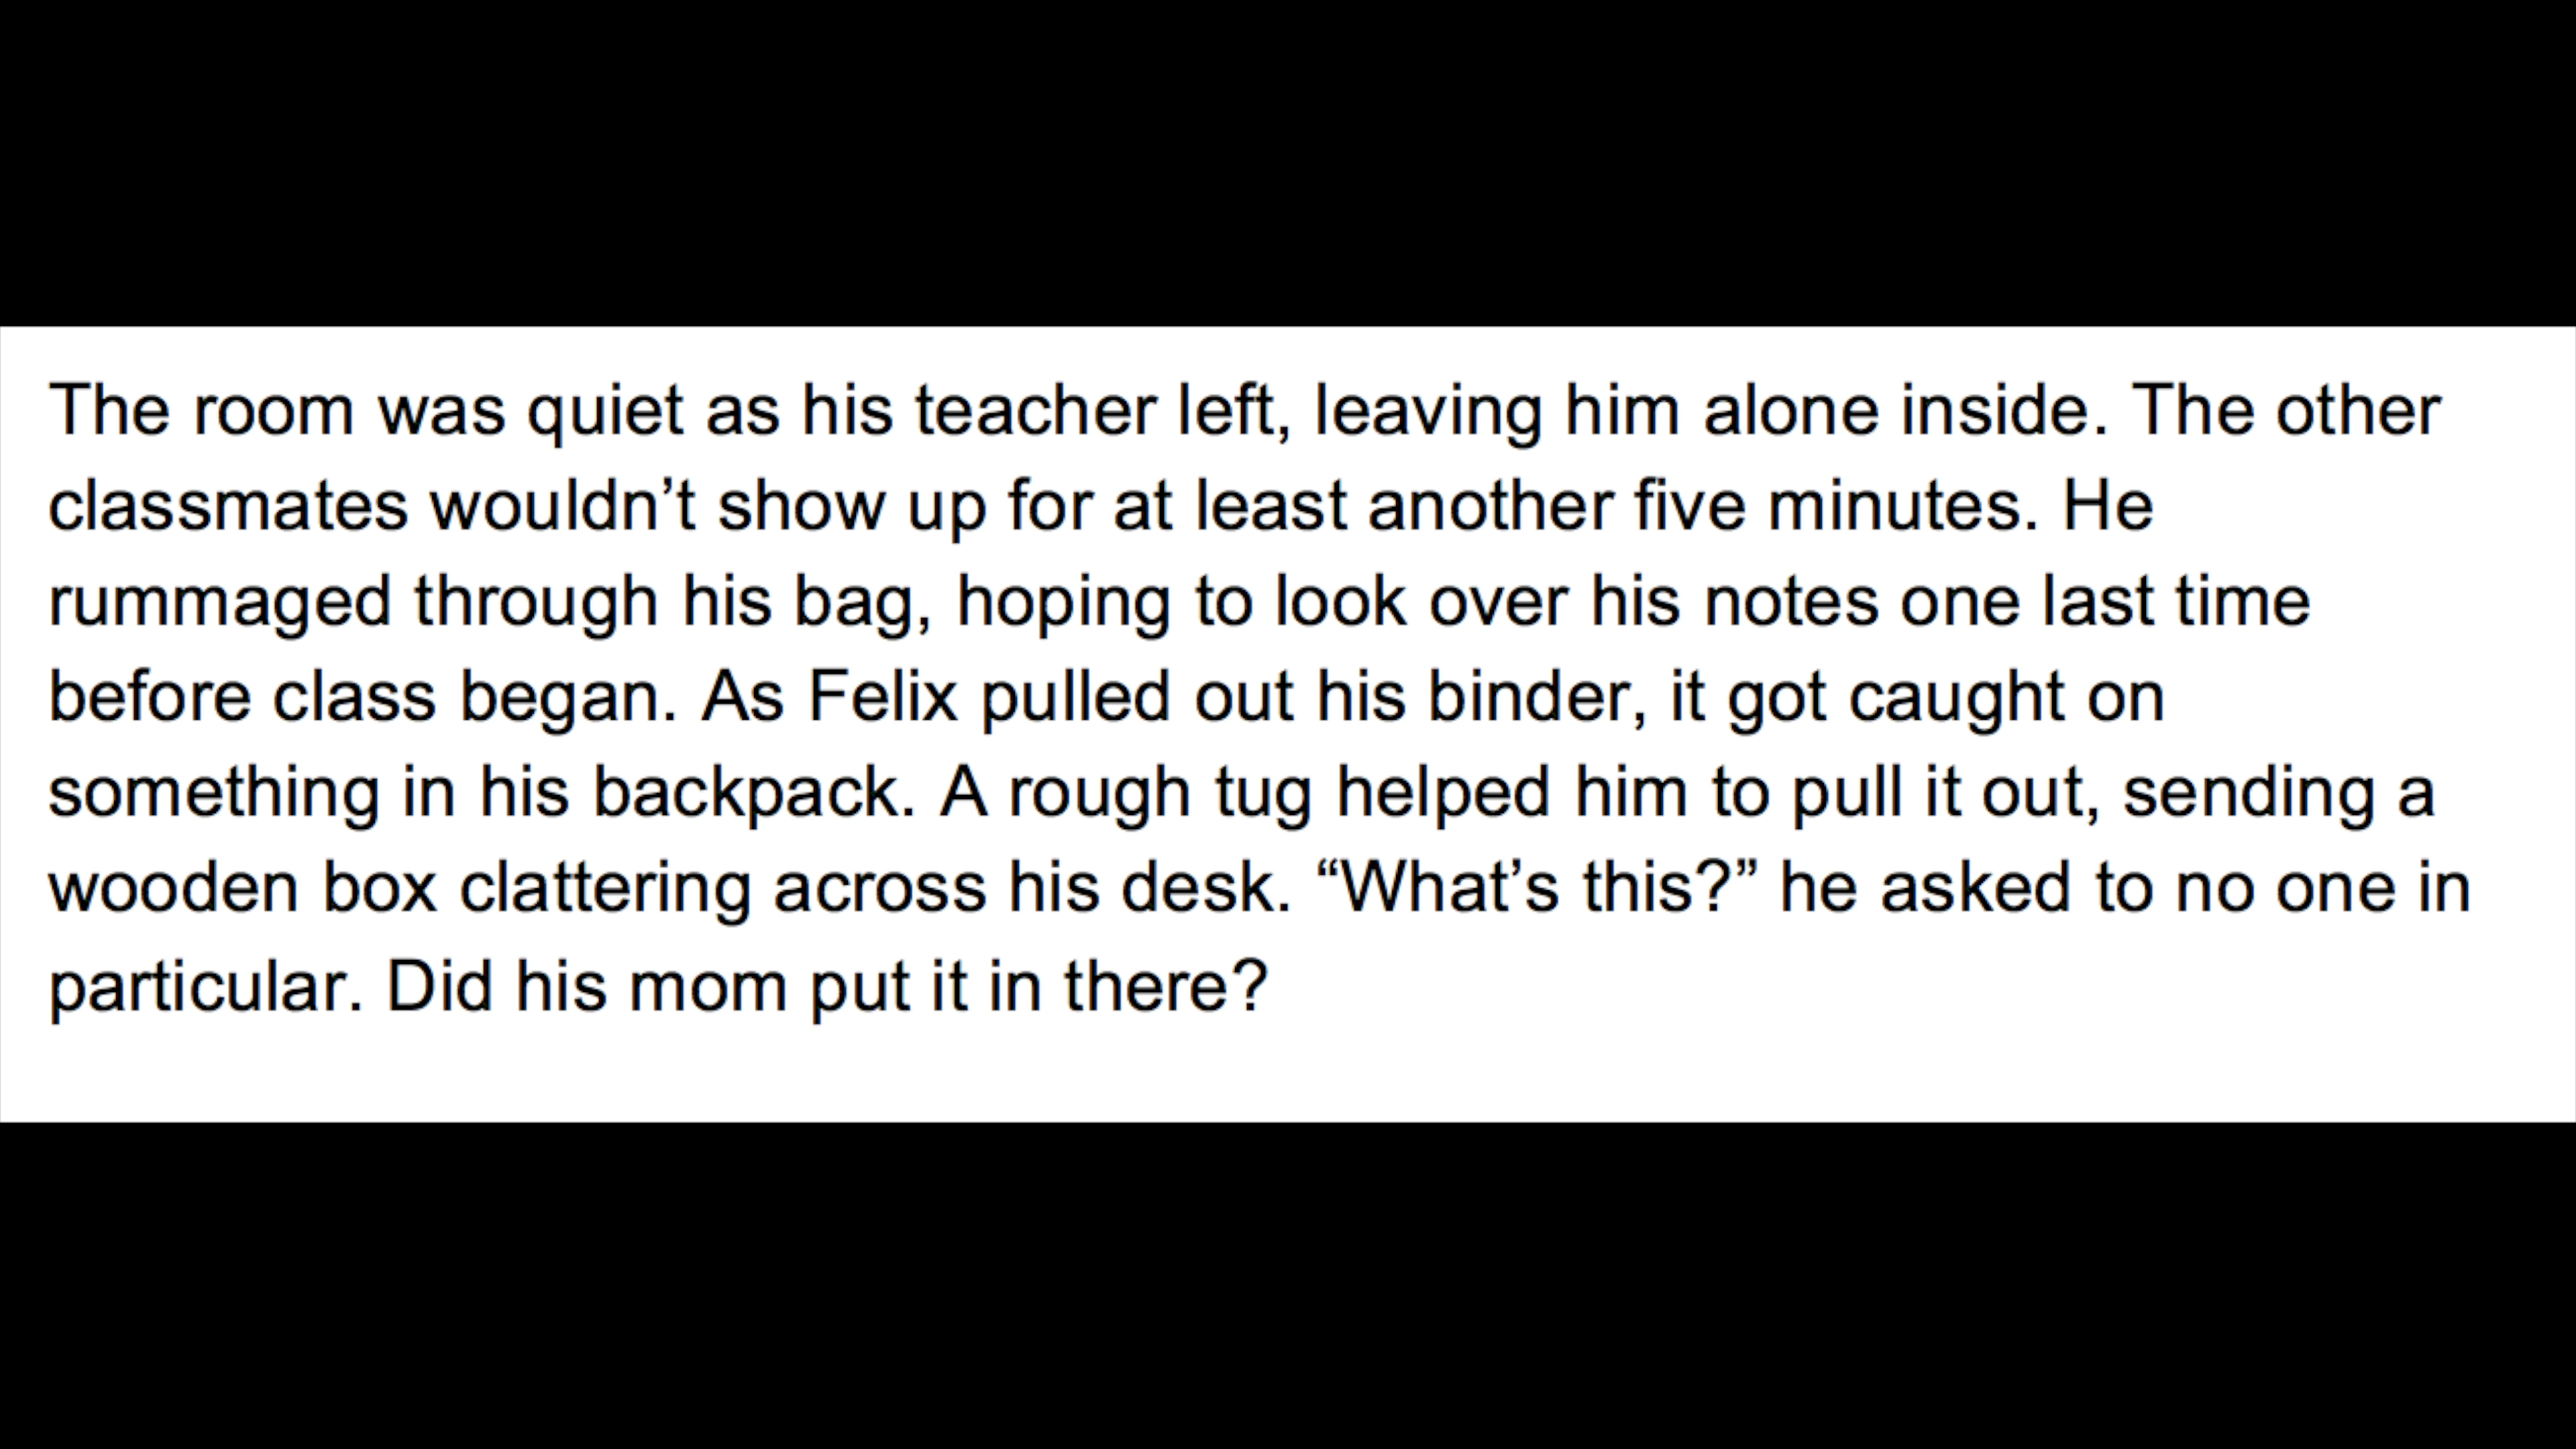 The room was quiet as his teacher left, leaving him alone inside. The other
classmates wouldn’t show up for at least another five minutes. He
rummaged through his bag, hoping to look over his notes one last time
before class began. As Felix pulled out his binder, it got caught on
something in his backpack. A rough tug helped him to pull it out, sending a
wooden box clattering across his desk. “What’s this?” he asked to no one in
particular. Did his mom put it in there?